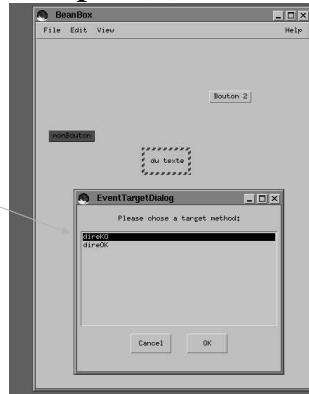 BeanBox
File Edit View Help
Bouton 2
monBouton
du texte
EventTargetDialog
Please chose a target method:
direKO
direOK
Cancel OK